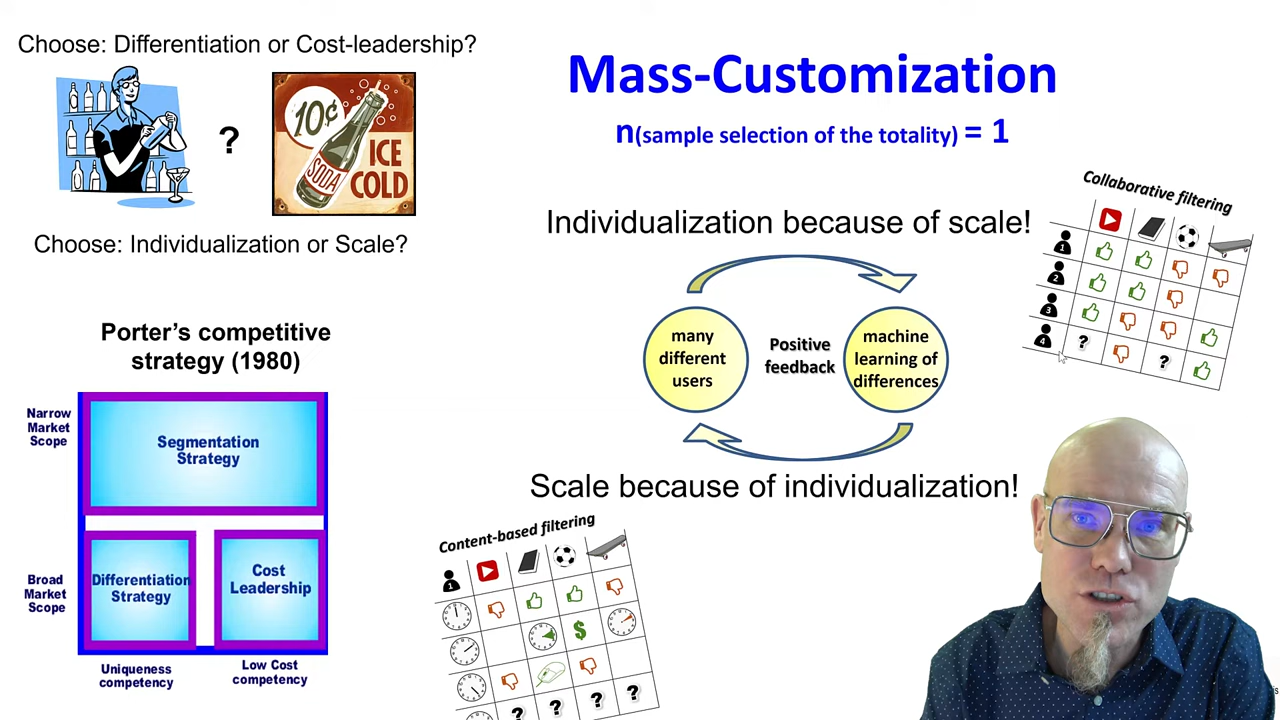 Choose: Differentiation or Cost-leadership?
?
10¢
SODA
ICE
COLD
Choose: Individualization or Scale?
Porter's competitive
strategy (1980)
Narrow
Market
Scope
Segmentation
Strategy
Broad
Market
Scope
Differentiation
Strategy
Cost
Leadership
Uniqueness
competency
Low Cost
competency
Mass-Customization
n(sample selection of the totality) = 1
Individualization because of scale!
many
different
users
Positive
feedback
machine
learning of
differences
Scale because of individualization!
Collaborative filtering
1
2
3
4 ? ?
Content-based filtering
1
$
? ? ? ?